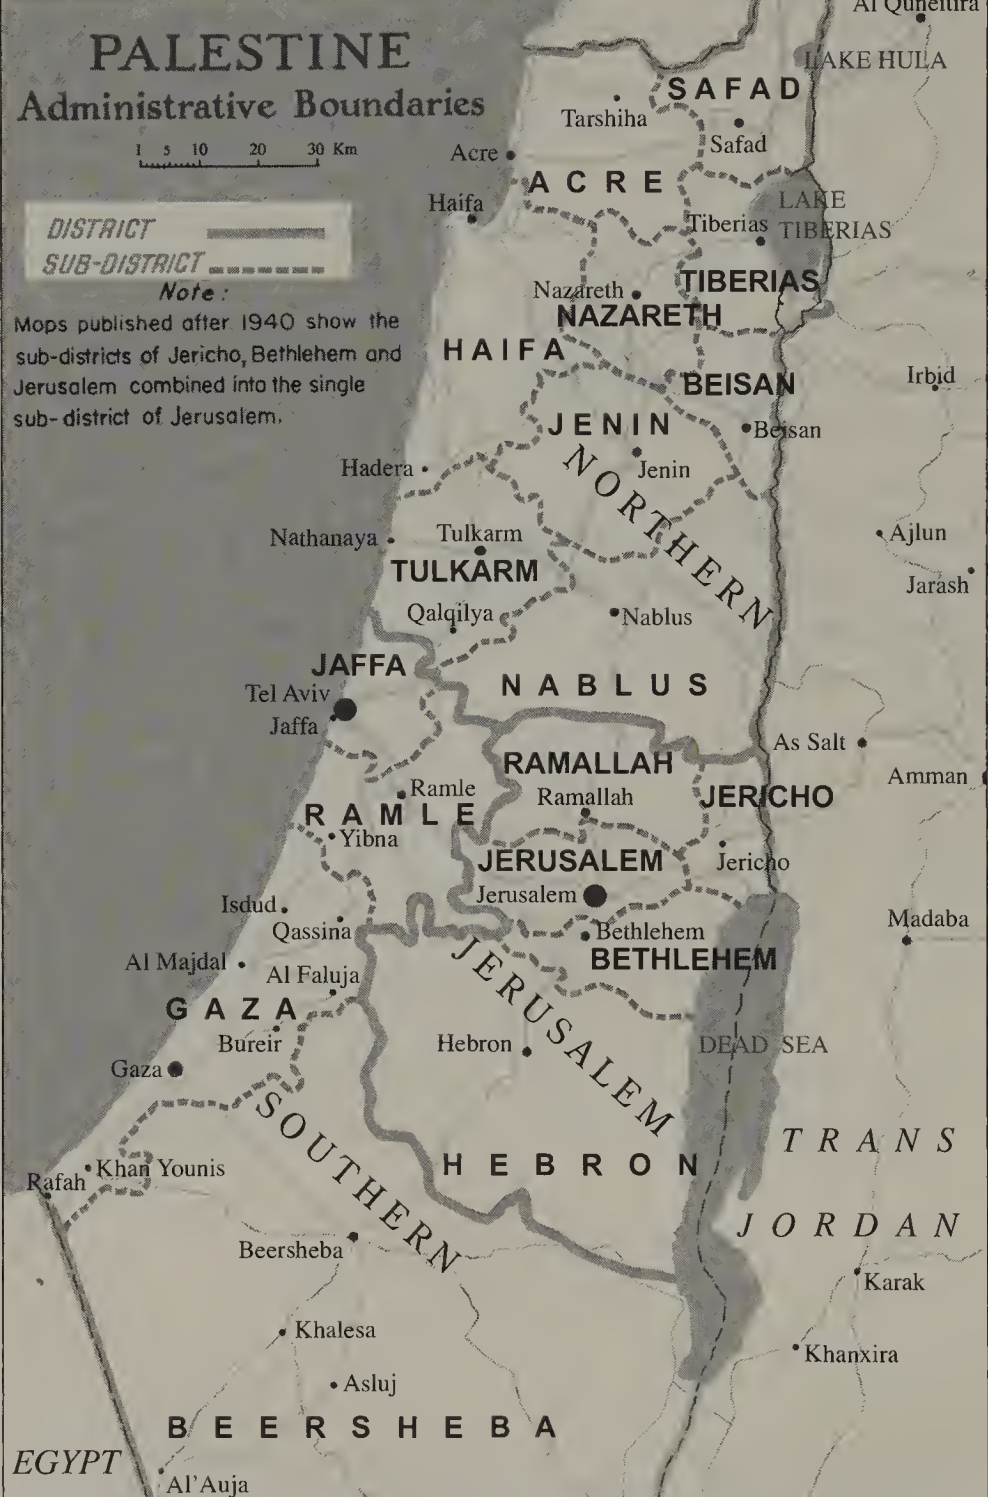 PALESTINE
Administrative Boundaries
1 5 10 20 30 Km
DISTRICT
SUB-DISTRICT
Note:
Mops published after 1940 show the
sub-districts of Jericho, Bethlehem and
Jerusalem combined into the single
sub-district of Jerusalem.
Al Quneitira
LAKE HULA
SAFAD
Tarshiha
Safad
Acre
ACRE
Haifa
LAKE
TIBERIAS
Tiberias
TIBERIAS
Nazareth
NAZARETH
HAIFA
BEISAN
Irbid
JENIN
Beisan
Hadera
Jenin
NORTHERN
Nathanaya
Tulkarm
Ajlun
TULKARM
Jarash
Qalqilya
Nablus
JAFFA
NABLUS
Tel Aviv
Jaffa
As Salt
RAMALLAH
Amman
Ramle
Ramallah
JERICHO
RAMLE
Yibna
JERUSALEM
Jericho
Jerusalem
Isdud
Qassina
Bethlehem
Madaba
Al Majdal
BETHLEHEM
Al Faluja
JERUSALEM
GAZA
Bureir
Hebron
DEAD SEA
Gaza
SOUTHERN
TRANS
HEBRON
Khan Younis
Rafah
JORDAN
Beersheba
Karak
Khalesa
Khanxira
Asluj
BEERSHEBA
EGYPT
Al'Auja